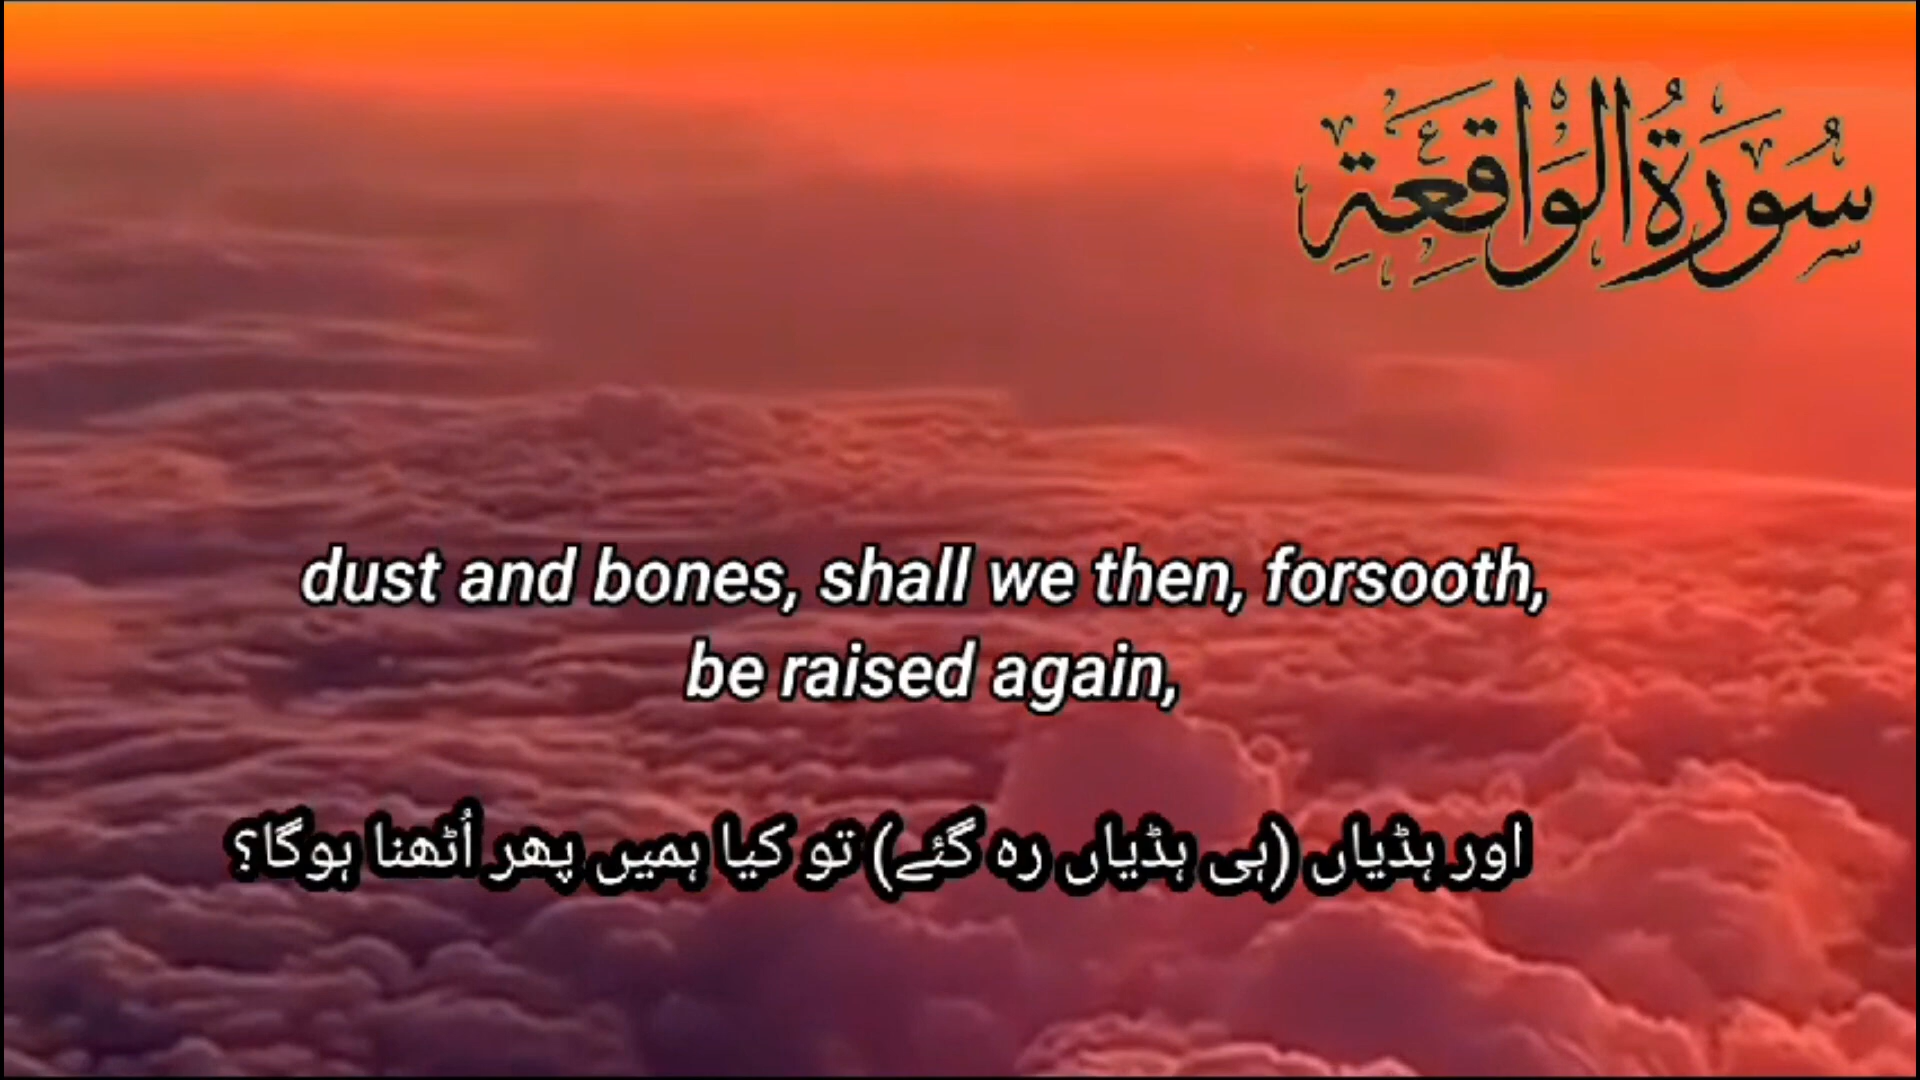 سُورَةُ الْوَاقِعَةِ
dust and bones, shall we then, forsooth,
be raised again,
اور ہڈیاں (ہی ہڈیاں رہ گئے) تو کیا ہمیں پھر اُٹھنا ہوگا؟